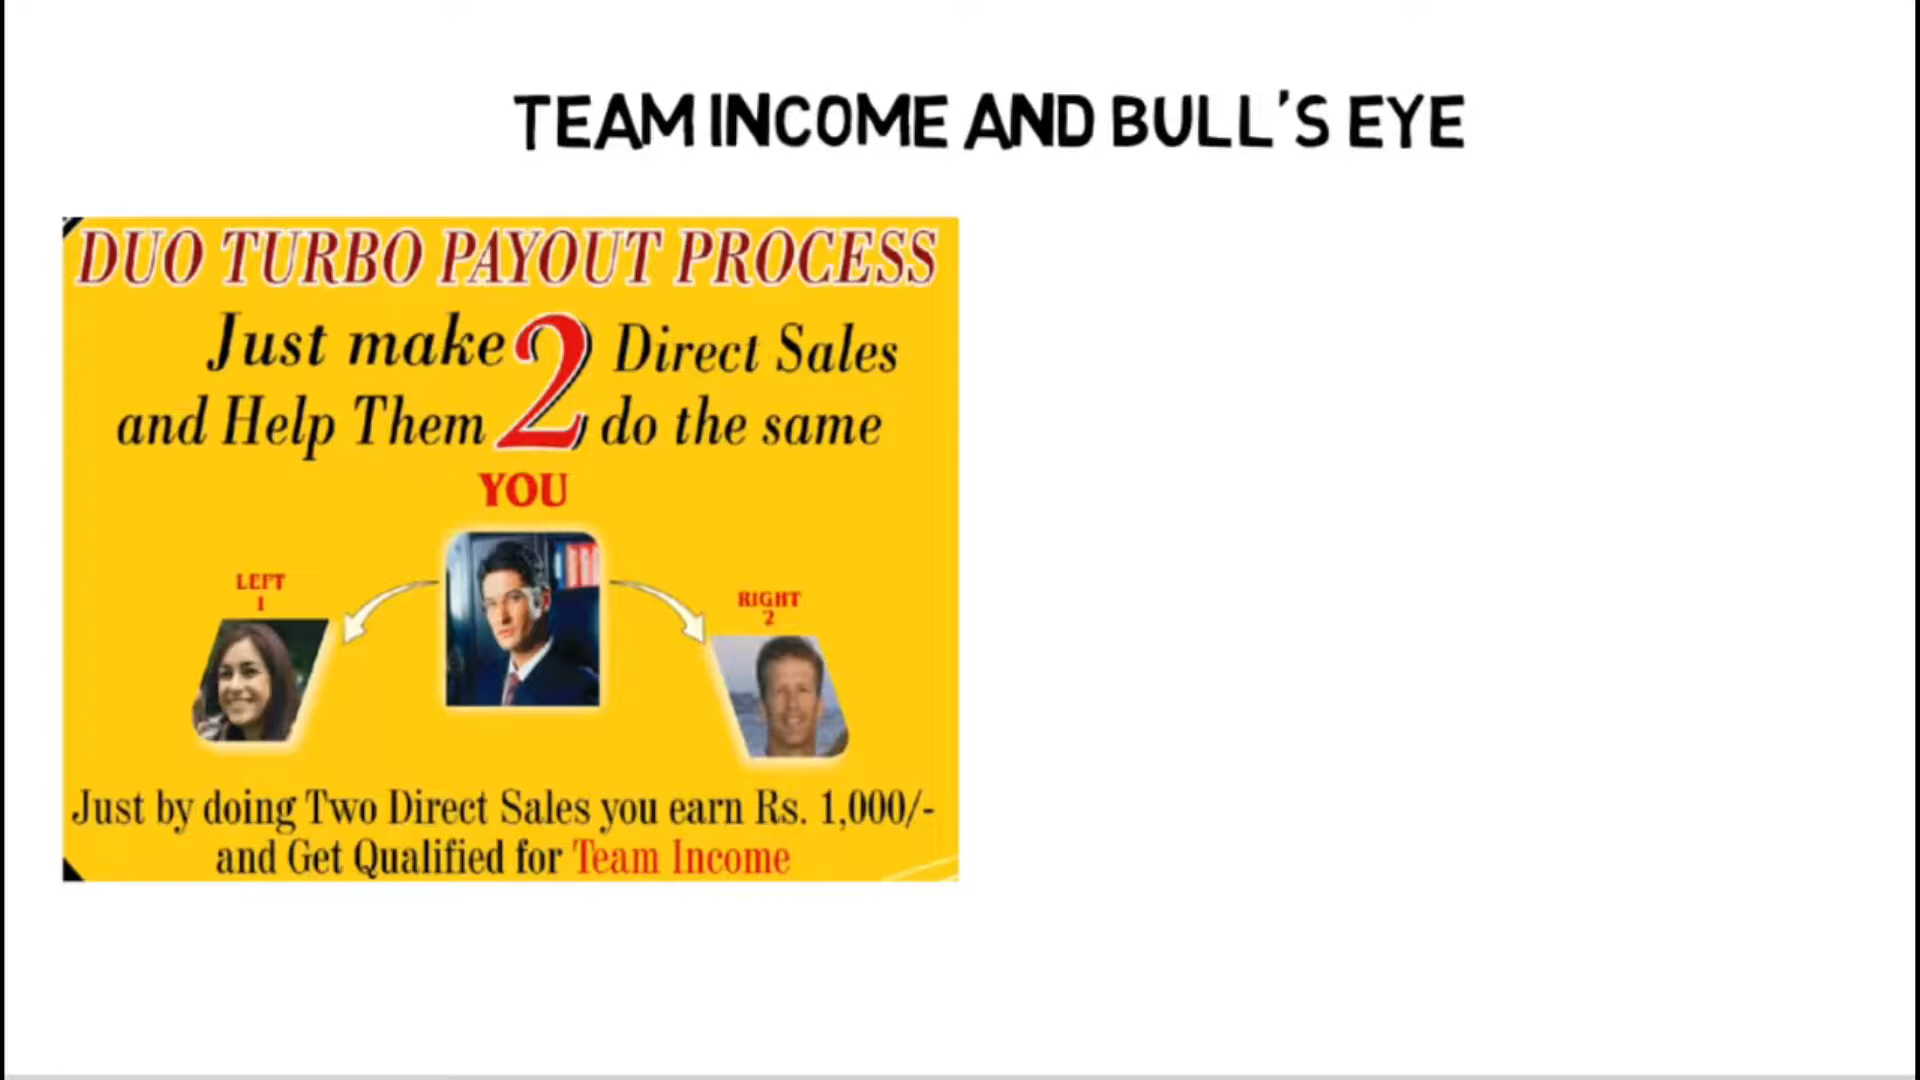 TEAM INCOME AND BULL'S EYE
DUO TURBO PAYOUT PROCESS
Just make 2 Direct Sales
and Help Them 2 do the same
YOU
LEFT
1
RIGHT
2
Just by doing Two Direct Sales you earn Rs. 1,000/-
and Get Qualified for Team Income